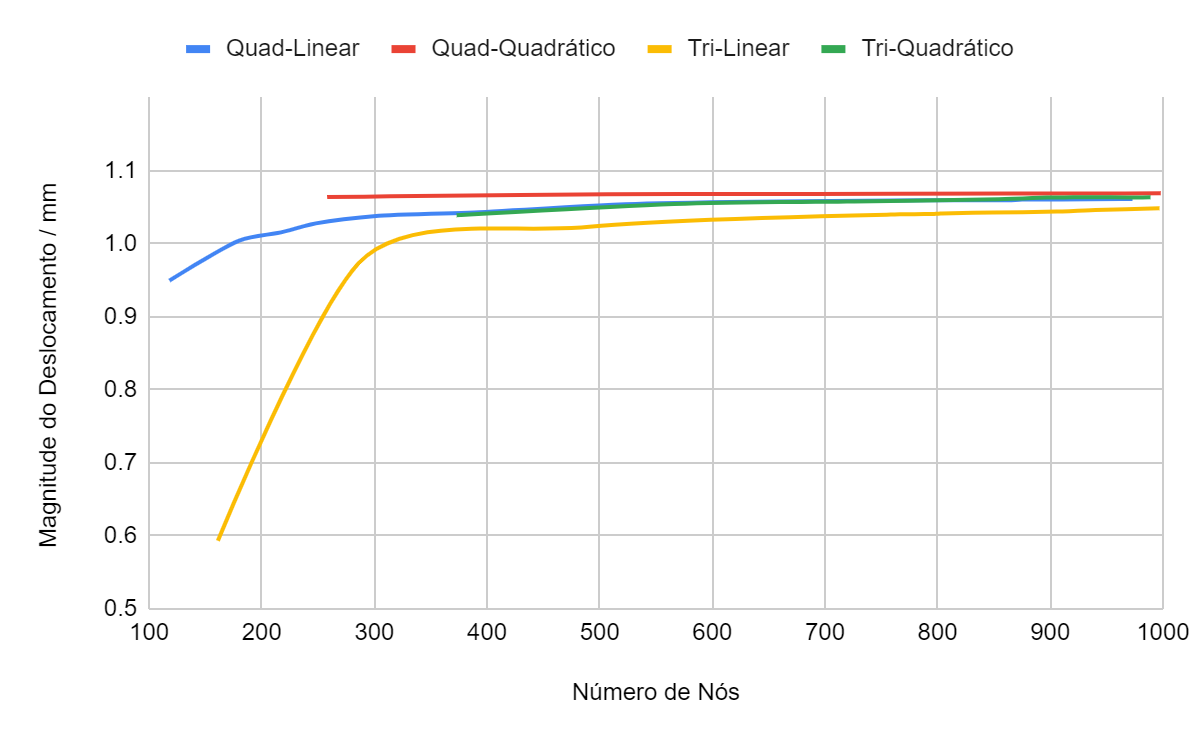 Quad-Linear Quad-Quadrático Tri-Linear Tri-Quadrático
Magnitude do Deslocamento / mm
1.1
1.0
0.9
0.8
0.7
0.6
0.5
100 200 300 400 500 600 700 800 900 1000
Número de Nós